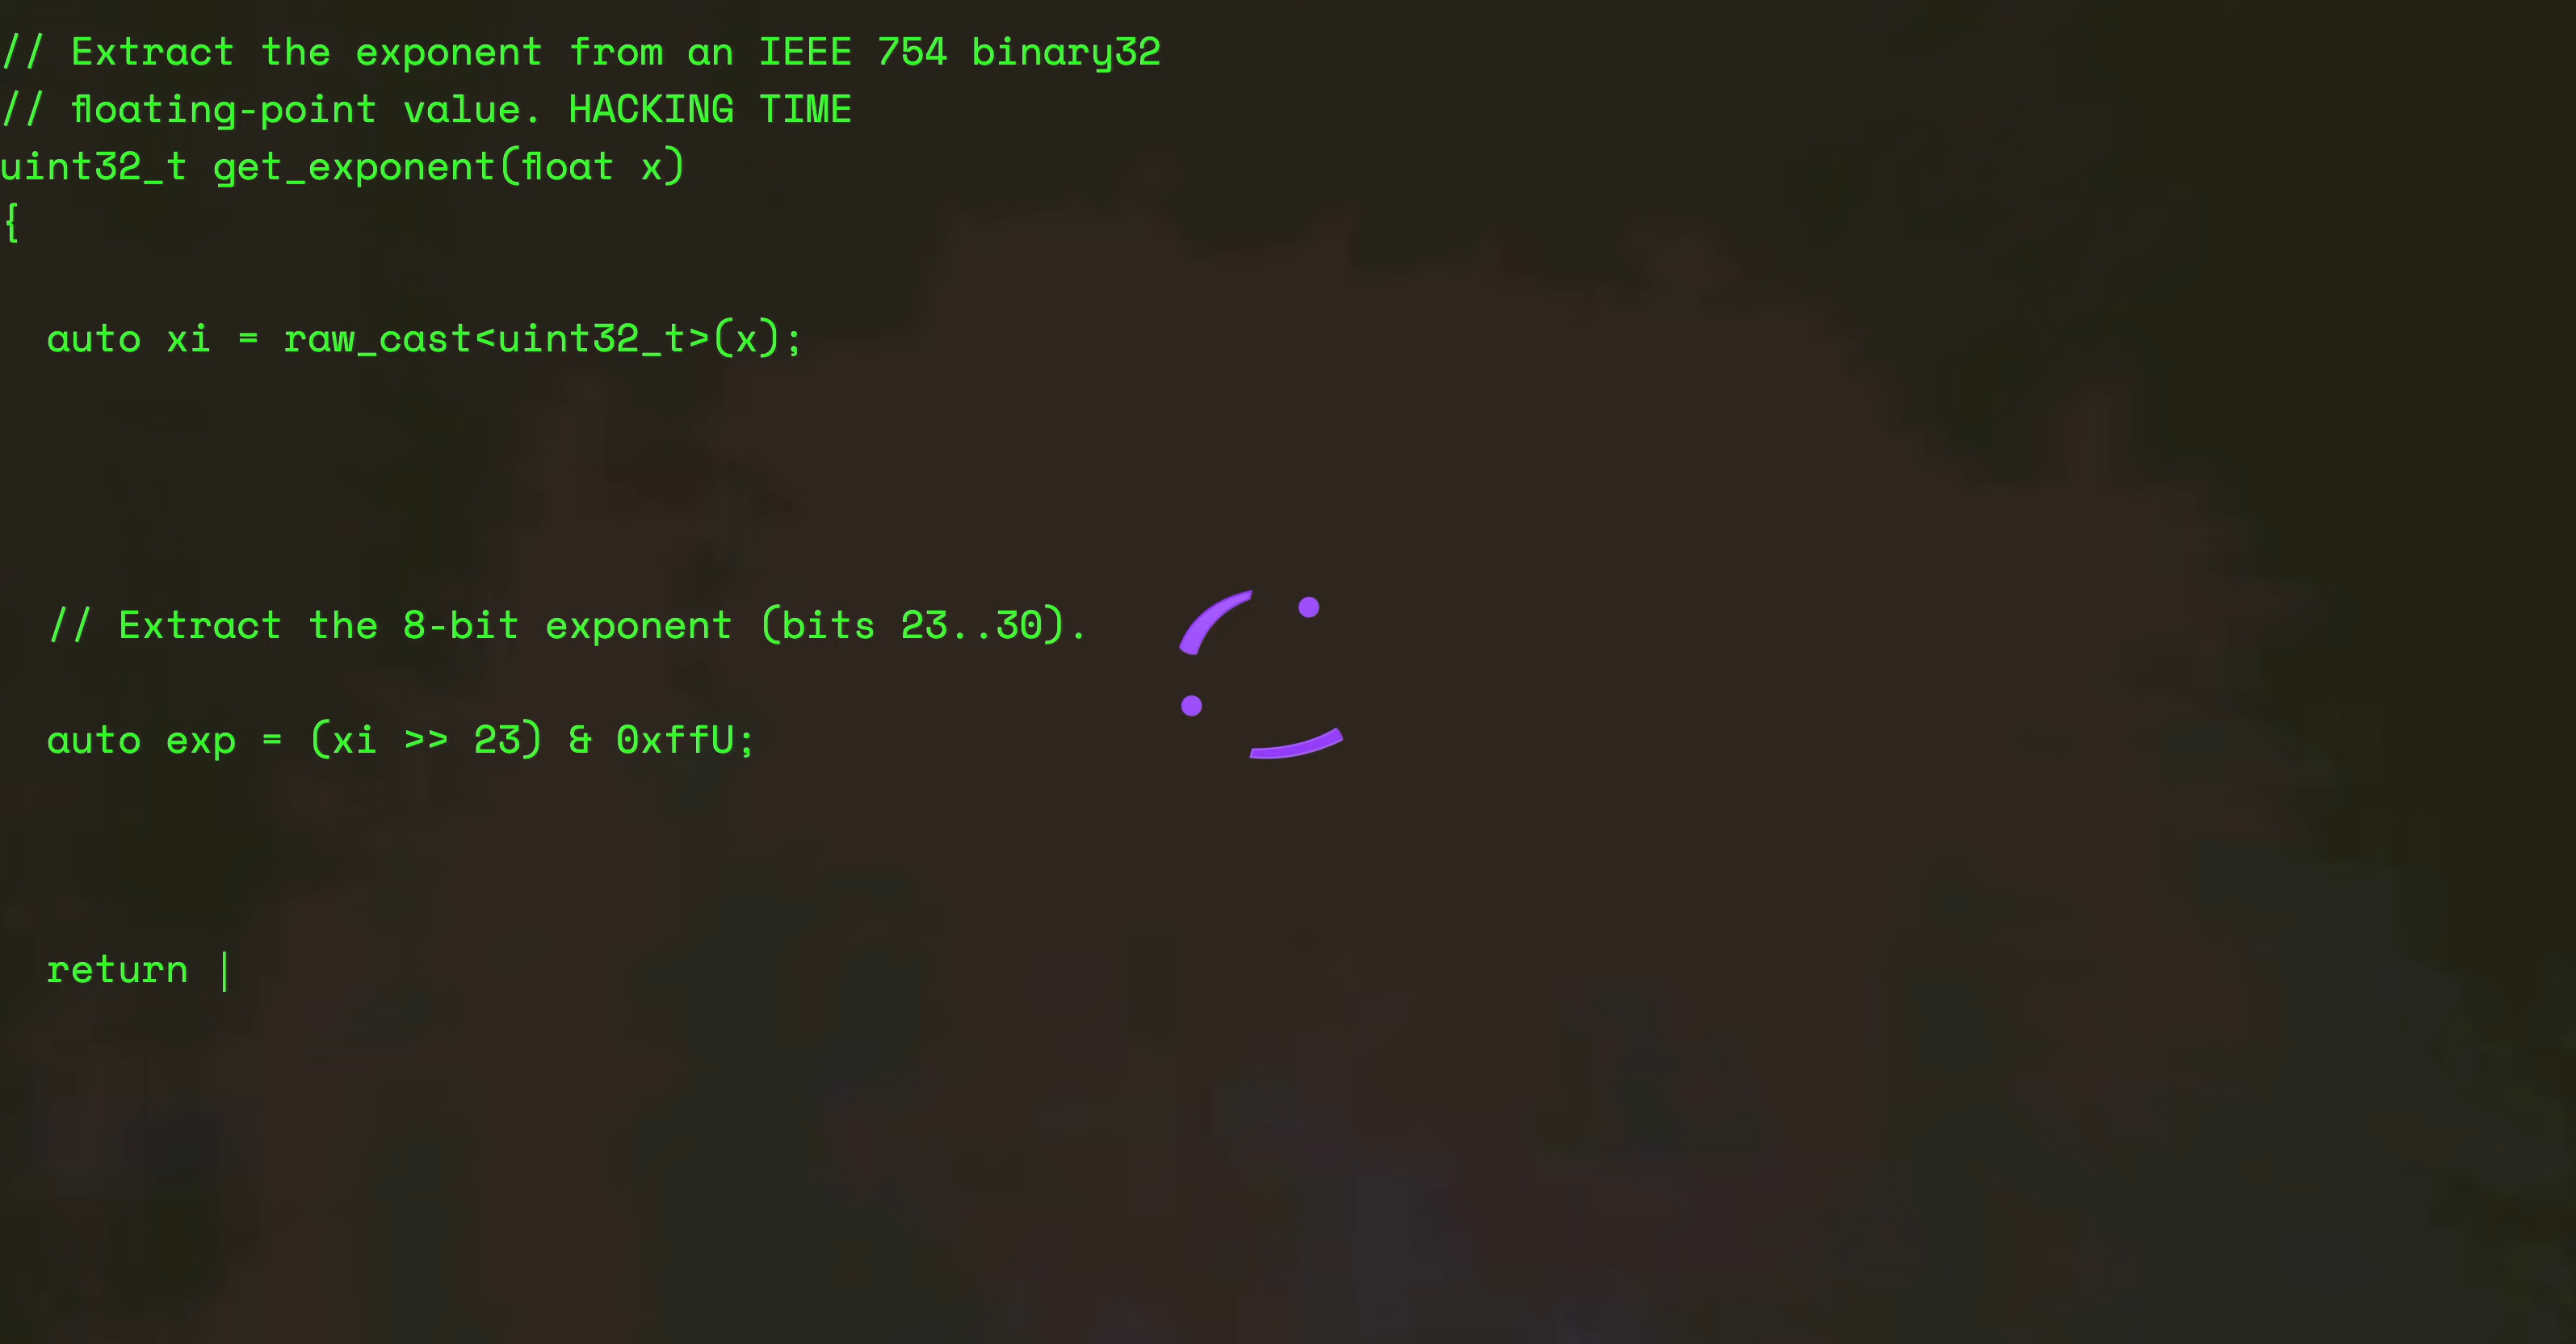 // Extract the exponent from an IEEE 754 binary32
// floating-point value. HACKING TIME
uint32_t get_exponent(float x)
{
auto xi = raw_cast<uint32_t>(x);
// Extract the 8-bit exponent (bits 23..30).
auto exp = (xi >> 23) & 0xffU;
return |